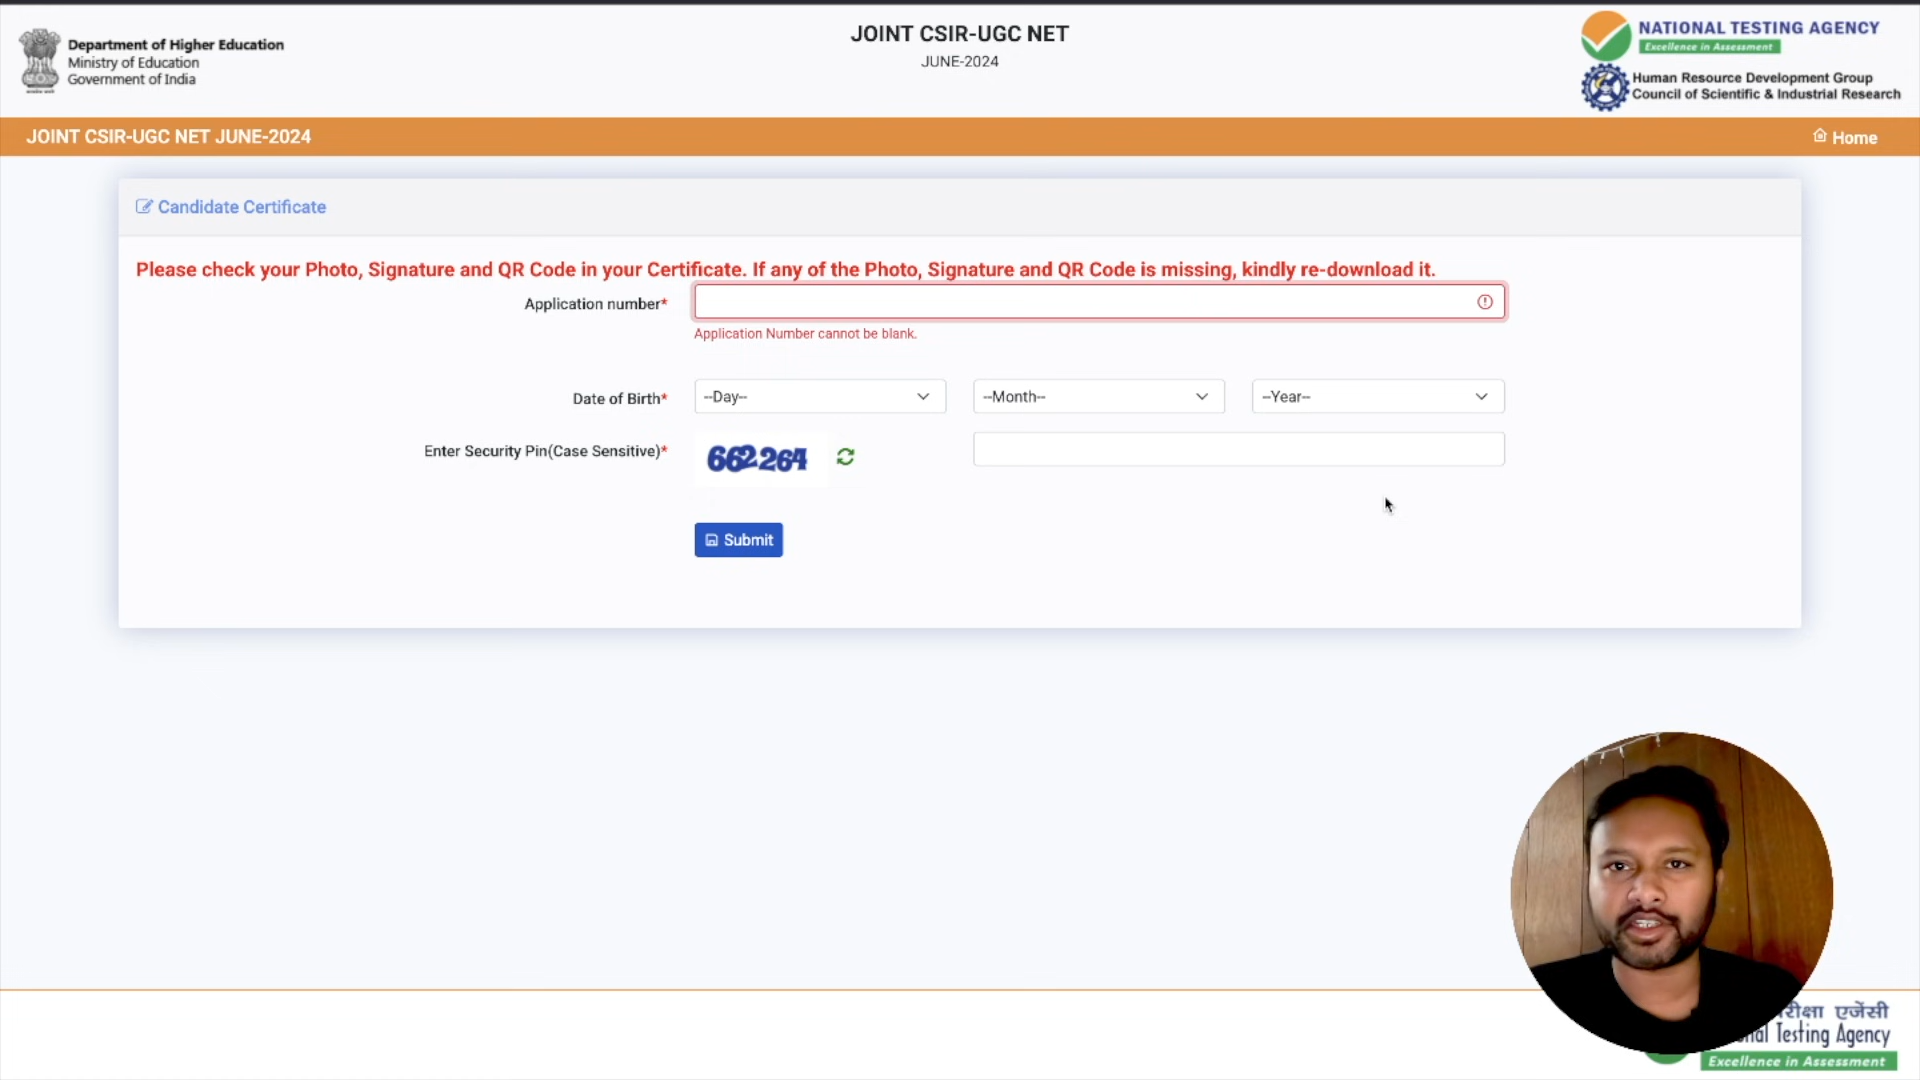 Department of Higher Education
Ministry of Education
Government of India
JOINT CSIR-UGC NET
JUNE-2024
NATIONAL TESTING AGENCY
Excellence in Assessment
Human Resource Development Group
Council of Scientific & Industrial Research
JOINT CSIR-UGC NET JUNE-2024
Home
Candidate Certificate
Please check your Photo, Signature and QR Code in your Certificate. If any of the Photo, Signature and QR Code is missing, kindly re-download it.
Application number*
Application Number cannot be blank.
Date of Birth*
--Day--
--Month--
--Year--
Enter Security Pin(Case Sensitive)*
662264
Submit
एजेंसी
Testing Agency
Excellence in Assessment